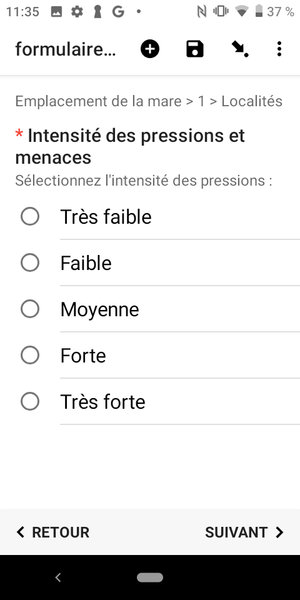 11:35
37 %
formulaire...
Emplacement de la mare > 1 > Localités
* Intensité des pressions et
menaces
Sélectionnez l'intensité des pressions :
Très faible
Faible
Moyenne
Forte
Très forte
RETOUR
SUIVANT